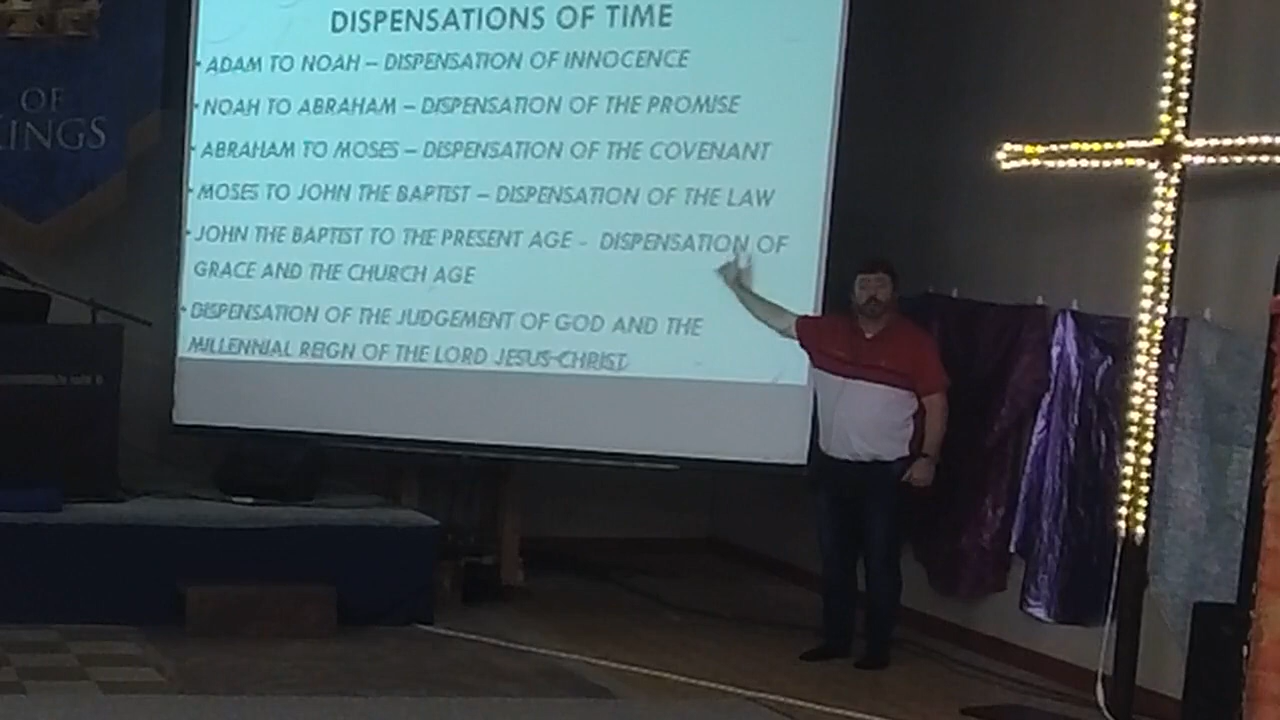 OF
KINGS
DISPENSATIONS OF TIME
• ADAM TO NOAH – DISPENSATION OF INNOCENCE
• NOAH TO ABRAHAM – DISPENSATION OF THE PROMISE
• ABRAHAM TO MOSES – DISPENSATION OF THE COVENANT
• MOSES TO JOHN THE BAPTIST – DISPENSATION OF THE LAW
• JOHN THE BAPTIST TO THE PRESENT AGE - DISPENSATION OF
GRACE AND THE CHURCH AGE
• DISPENSATION OF THE JUDGEMENT OF GOD AND THE
MILLENNIAL REIGN OF THE LORD JESUS CHRIST